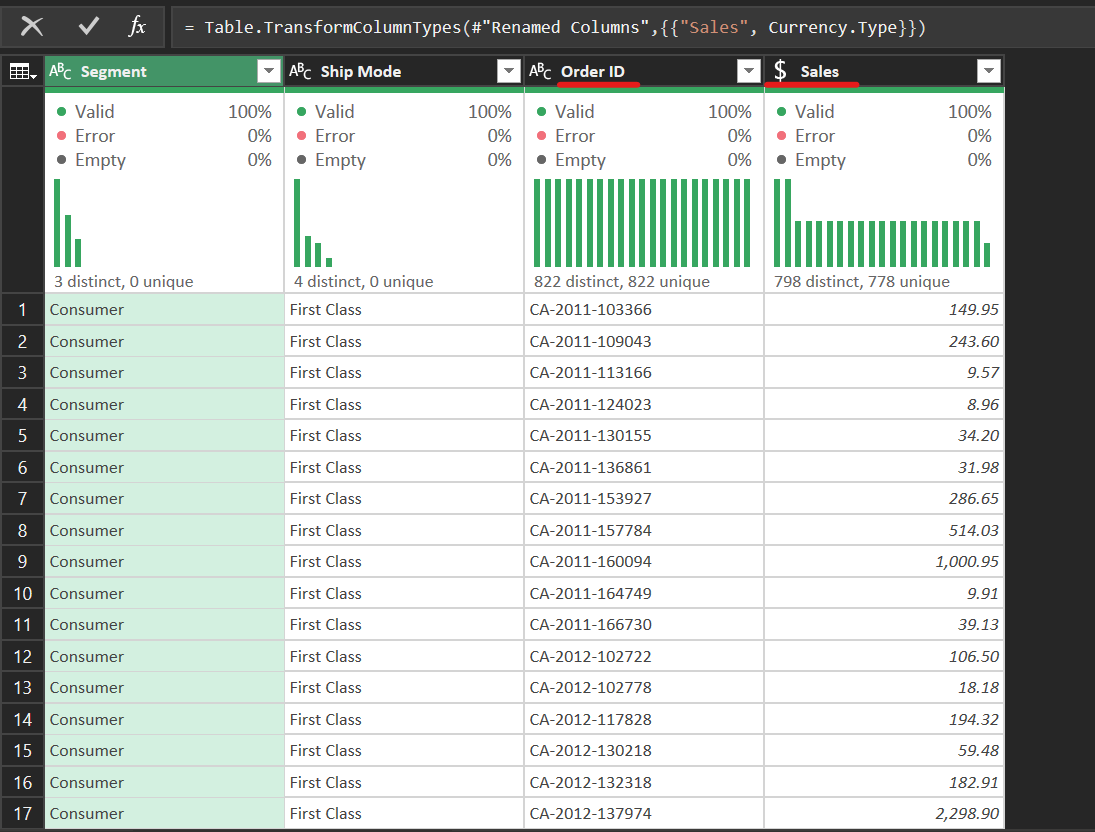 fx = Table.TransformColumnTypes(#"Renamed Columns",{{"Sales", Currency.Type}})
ABC Segment ABC Ship Mode ABC Order ID $ Sales
Valid 100% Valid 100% Valid 100% Valid 100%
Error 0% Error 0% Error 0% Error 0%
Empty 0% Empty 0% Empty 0% Empty 0%
3 distinct, 0 unique 4 distinct, 0 unique 822 distinct, 822 unique 798 distinct, 778 unique
1 Consumer First Class CA-2011-103366 149.95
2 Consumer First Class CA-2011-109043 243.60
3 Consumer First Class CA-2011-113166 9.57
4 Consumer First Class CA-2011-124023 8.96
5 Consumer First Class CA-2011-130155 34.20
6 Consumer First Class CA-2011-136861 31.98
7 Consumer First Class CA-2011-153927 286.65
8 Consumer First Class CA-2011-157784 514.03
9 Consumer First Class CA-2011-160094 1,000.95
10 Consumer First Class CA-2011-164749 9.91
11 Consumer First Class CA-2011-166730 39.13
12 Consumer First Class CA-2012-102722 106.50
13 Consumer First Class CA-2012-102778 18.18
14 Consumer First Class CA-2012-117828 194.32
15 Consumer First Class CA-2012-130218 59.48
16 Consumer First Class CA-2012-132318 182.91
17 Consumer First Class CA-2012-137974 2,298.90